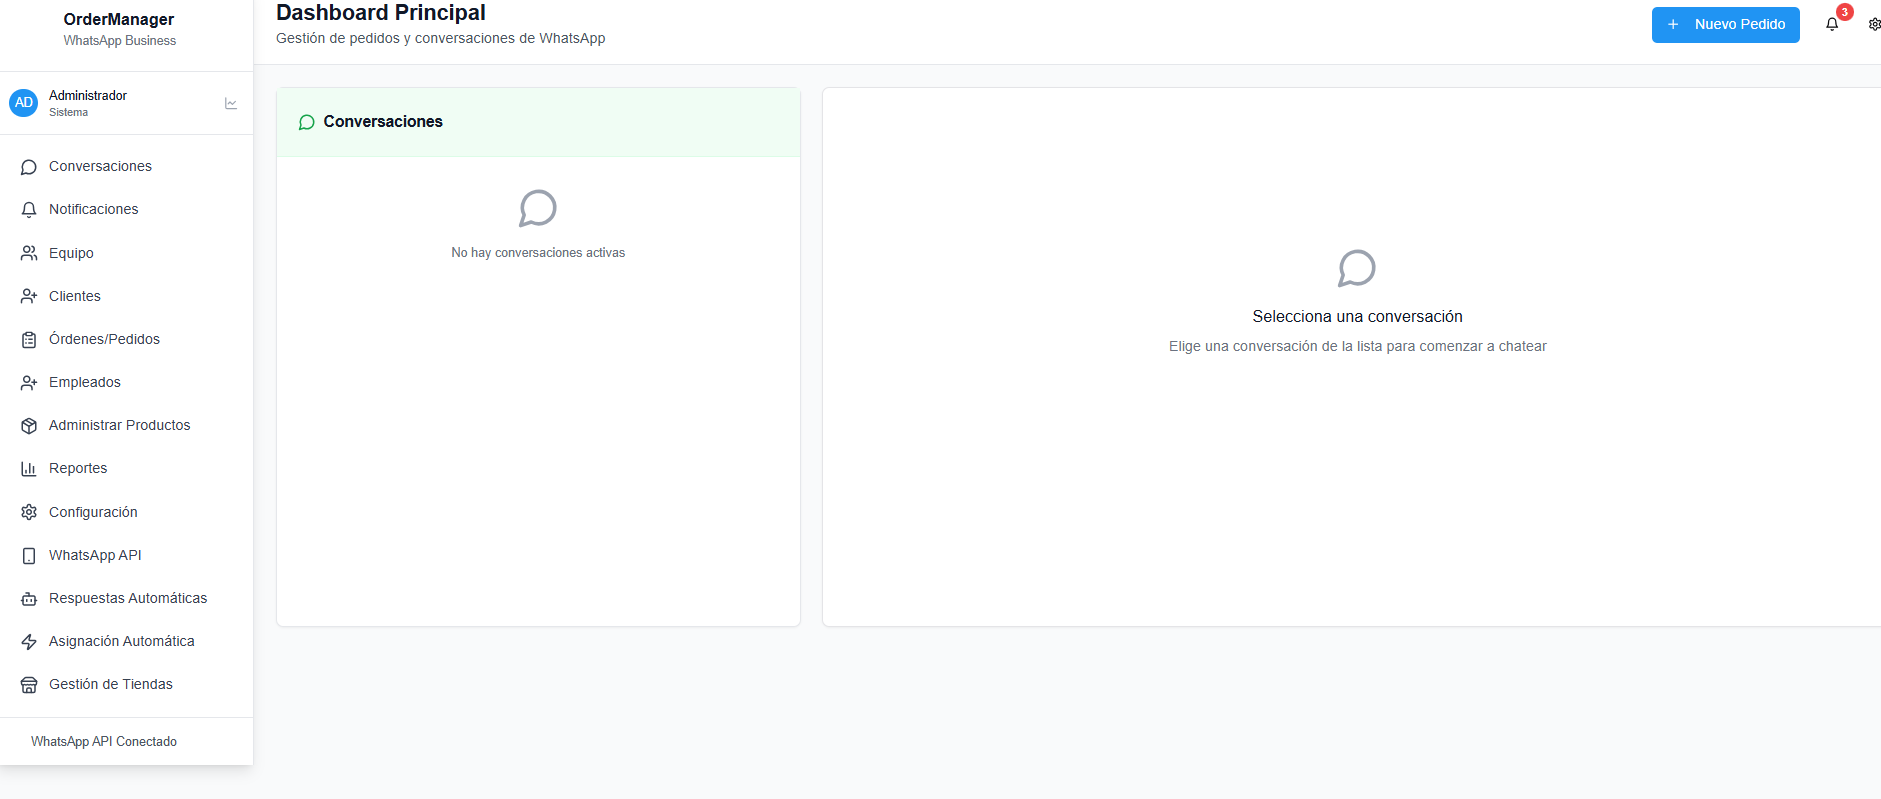 OrderManager
WhatsApp Business
AD
Administrador
Sistema
Conversaciones
Notificaciones
Equipo
Clientes
Órdenes/Pedidos
Empleados
Administrar Productos
Reportes
Configuración
WhatsApp API
Respuestas Automáticas
Asignación Automática
Gestión de Tiendas
WhatsApp API Conectado
Dashboard Principal
Gestión de pedidos y conversaciones de WhatsApp
Nuevo Pedido
3
Conversaciones
No hay conversaciones activas
Selecciona una conversación
Elige una conversación de la lista para comenzar a chatear